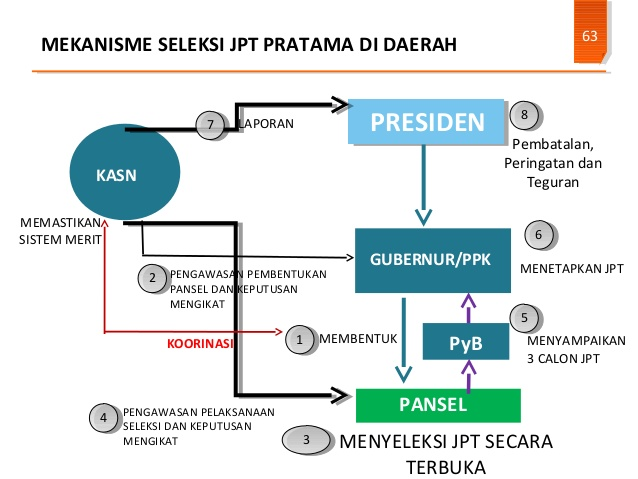 63
MEKANISME SELEKSI JPT PRATAMA DI DAERAH
7
LAPORAN
PRESIDEN
8
Pembatalan,
Peringatan dan
Teguran
KASN
MEMASTIKAN
SISTEM MERIT
GUBERNUR/PPK
6
MENETAPKAN JPT
2
PENGAWASAN PEMBENTUKAN
PANSEL DAN KEPUTUSAN
MENGIKAT
5
MENYAMPAIKAN
3 CALON JPT
1
MEMBENTUK
KOORINASI
PyB
PANSEL
4
PENGAWASAN PELAKSANAAN
SELEKSI DAN KEPUTUSAN
MENGIKAT
3
MENYELEKSI JPT SECARA
TERBUKA